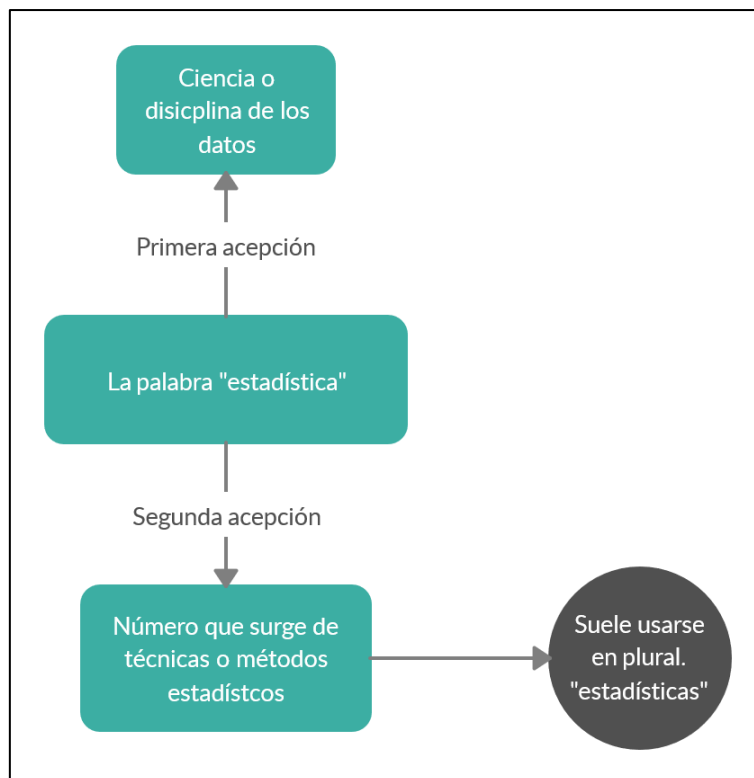 Ciencia o
disicplina de los
datos
Primera acepción
La palabra "estadística"
Segunda acepción
Número que surge de
técnicas o métodos
estadístcos
Suele usarse
en plural.
"estadísticas"